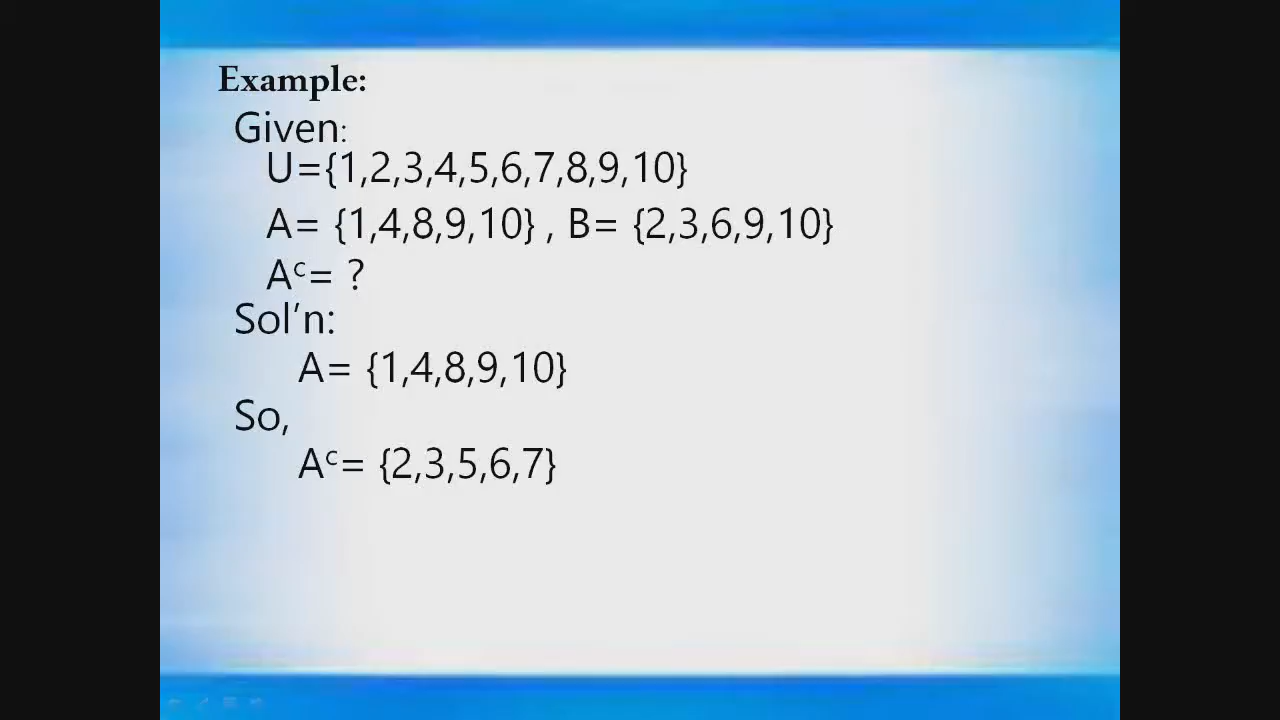 Example:
Given:
U={1,2,3,4,5,6,7,8,9,10}
A= {1,4,8,9,10} , B= {2,3,6,9,10}
Aᶜ= ?
Sol’n:
A= {1,4,8,9,10}
So,
Aᶜ= {2,3,5,6,7}